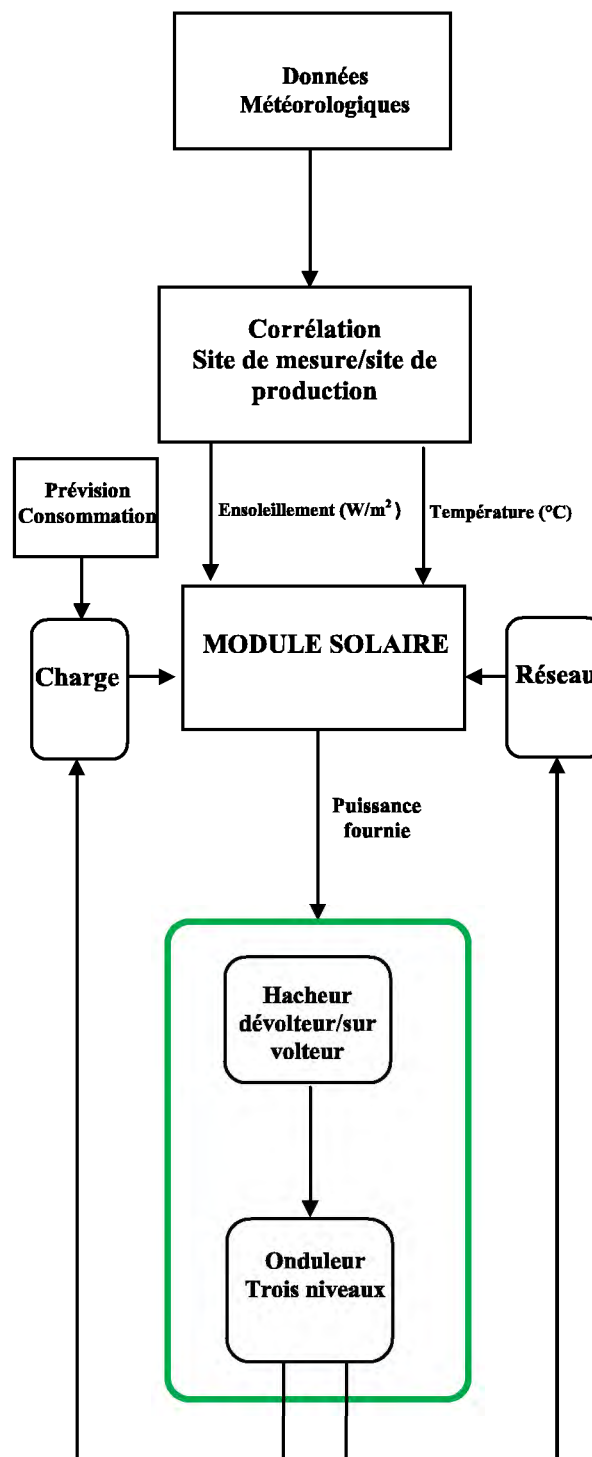 Données
Météorologiques
Corrélation
Site de mesure/site de
production
Prévision
Consommation
Ensoleillement (W/m²)
Température (°C)
Charge
MODULE SOLAIRE
Réseau
Puissance
fournie
Hacheur
dévolteur/sur
volteur
Onduleur
Trois niveaux